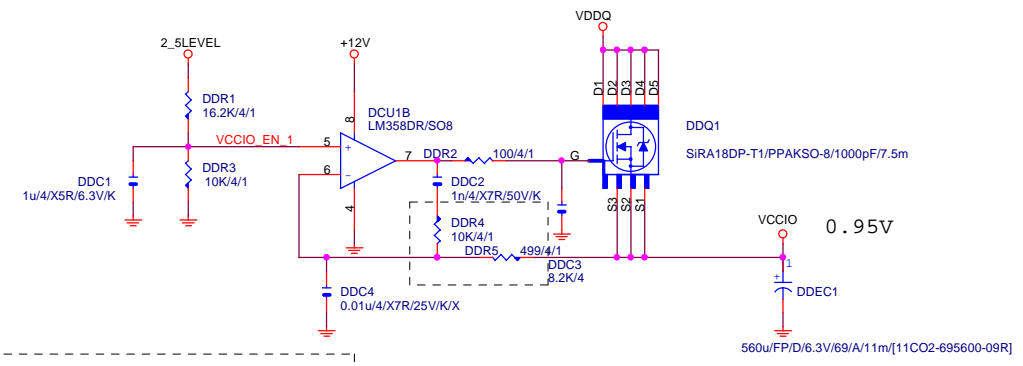 VDDQ
2_5LEVEL
+12V
D1
D2
D3
D4
D5
DDR1
16.2K/4/1
DCU1B
LM358DR/SO8
8
DDQ1
VCCIO_EN_1
5
+
7
DDR2
100/4/1
G
SiRA18DP-T1/PPAKSO-8/1000pF/7.5m
DDR3
10K/4/1
6
-
DDC1
1u/4/X5R/6.3V/K
4
DDC2
1n/4/X7R/50V/K
S3
S2
S1
DDR4
10K/4/1
VCCIO
0.95V
DDR5
499/4/1
DDC3
8.2K/4
1
+
DDC4
0.01u/4/X7R/25V/K/X
DDEC1
560u/FP/D/6.3V/69/A/11m/[11CO2-695600-09R]